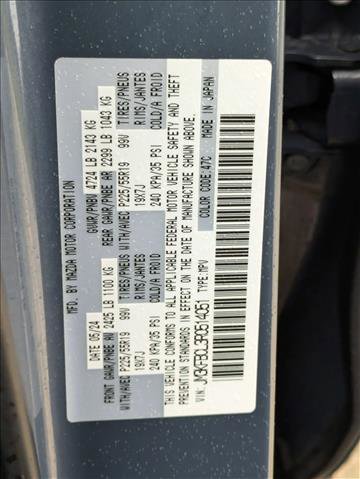 MFD. BY MAZDA MOTOR CORPORATION
DATE: 05/24 GVWR/PNBV 4724 LB 2143 KG
FRONT GAWR/PNBE AV 2425 LB 1100 KG REAR GAWR/PNBE AR 2299 LB 1043 KG
WITH/AVEC P225/55R19 99V TIRES/PNEUS WITH/AVEC P225/55R19 99V TIRES/PNEUS
19X7J RIMS/JANTES 19X7J RIMS/JANTES
240 KPA/35 PSI COLD/A FROID 240 KPA/35 PSI COLD/A FROID
THIS VEHICLE CONFORMS TO ALL APPLICABLE FEDERAL MOTOR VEHICLE SAFETY AND THEFT
PREVENTION STANDARDS IN EFFECT ON THE DATE OF MANUFACTURE SHOWN ABOVE.
COLOR CODE:47C MADE IN JAPAN
TYPE:MPV